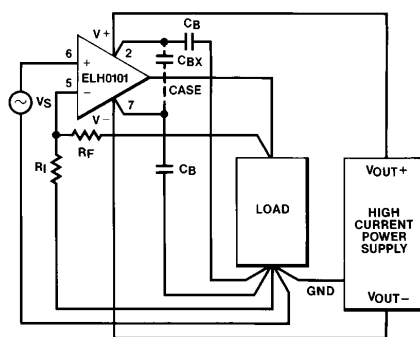 V+
2
CB
CBX
6
+
ELH0101
5
−
CASE
VS
V−
7
RF
RI
CB
LOAD
VOUT+
HIGH
CURRENT
POWER
SUPPLY
GND
VOUT−